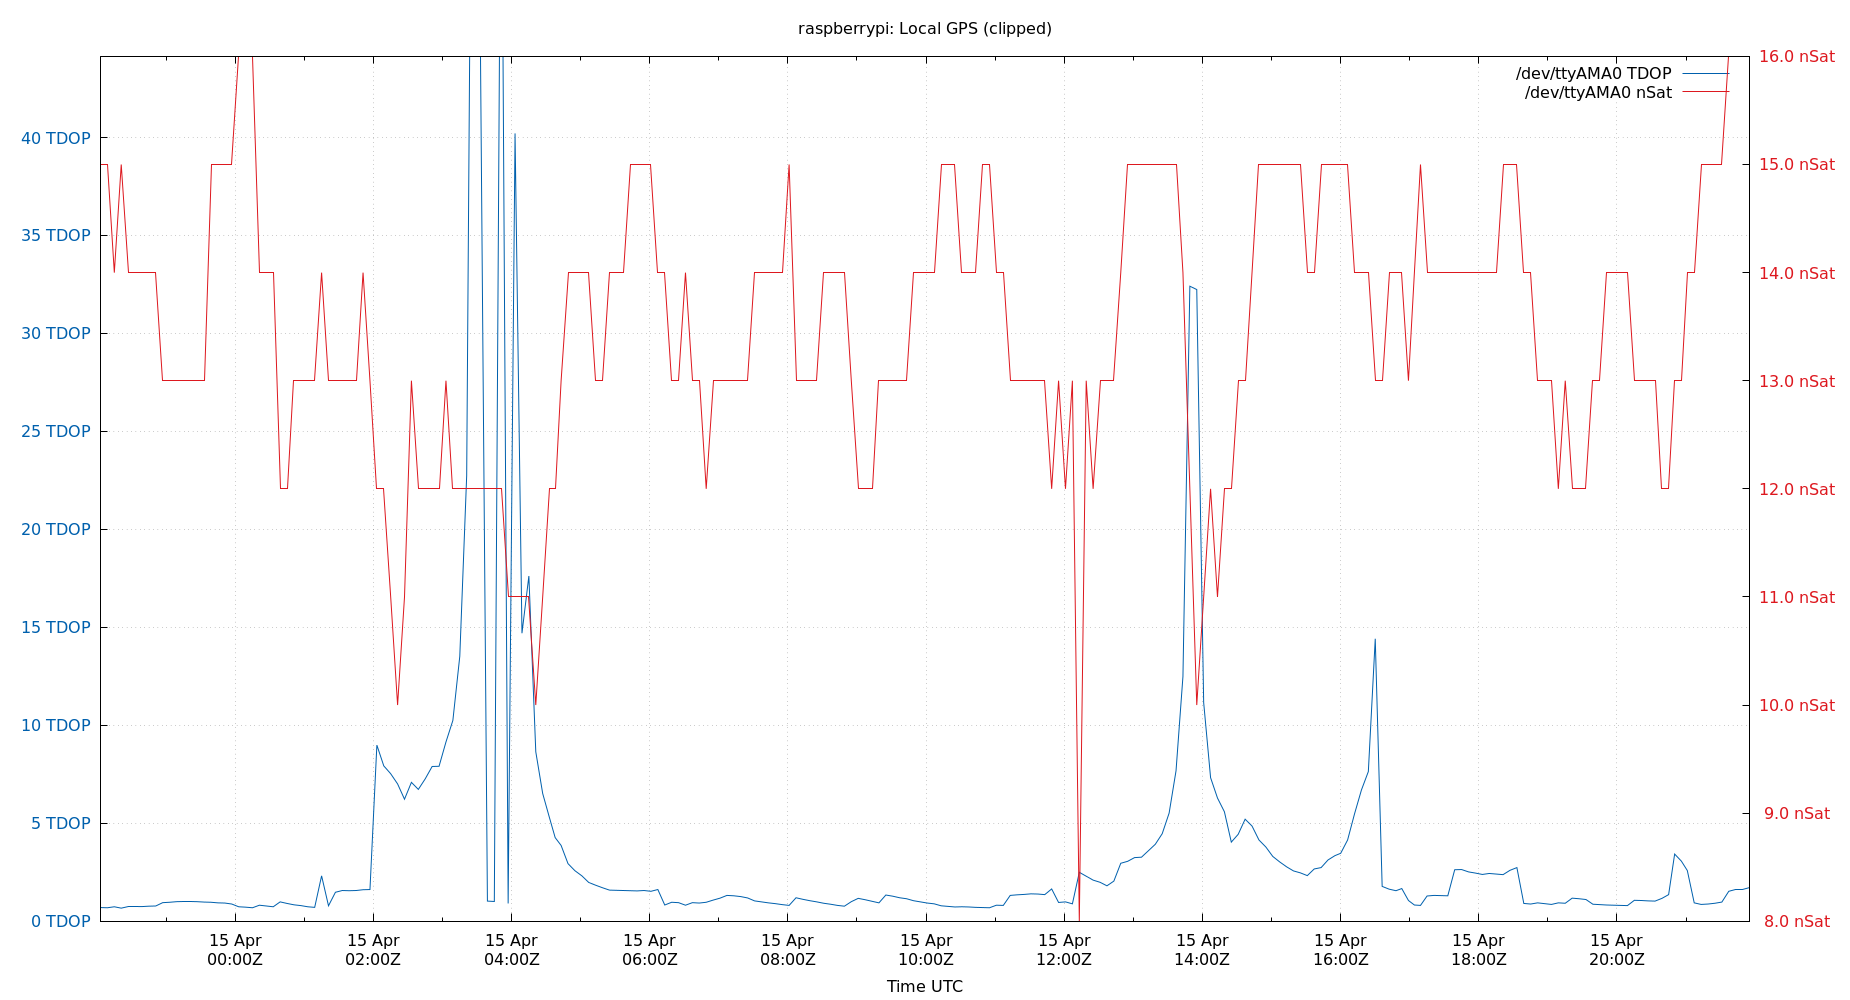 raspberrypi: Local GPS (clipped)
/dev/ttyAMA0 TDOP
/dev/ttyAMA0 nSat
40 TDOP
35 TDOP
30 TDOP
25 TDOP
20 TDOP
15 TDOP
10 TDOP
5 TDOP
0 TDOP
16.0 nSat
15.0 nSat
14.0 nSat
13.0 nSat
12.0 nSat
11.0 nSat
10.0 nSat
9.0 nSat
8.0 nSat
15 Apr 15 Apr 15 Apr 15 Apr 15 Apr 15 Apr 15 Apr 15 Apr 15 Apr 15 Apr 15 Apr
00:00Z 02:00Z 04:00Z 06:00Z 08:00Z 10:00Z 12:00Z 14:00Z 16:00Z 18:00Z 20:00Z
Time UTC